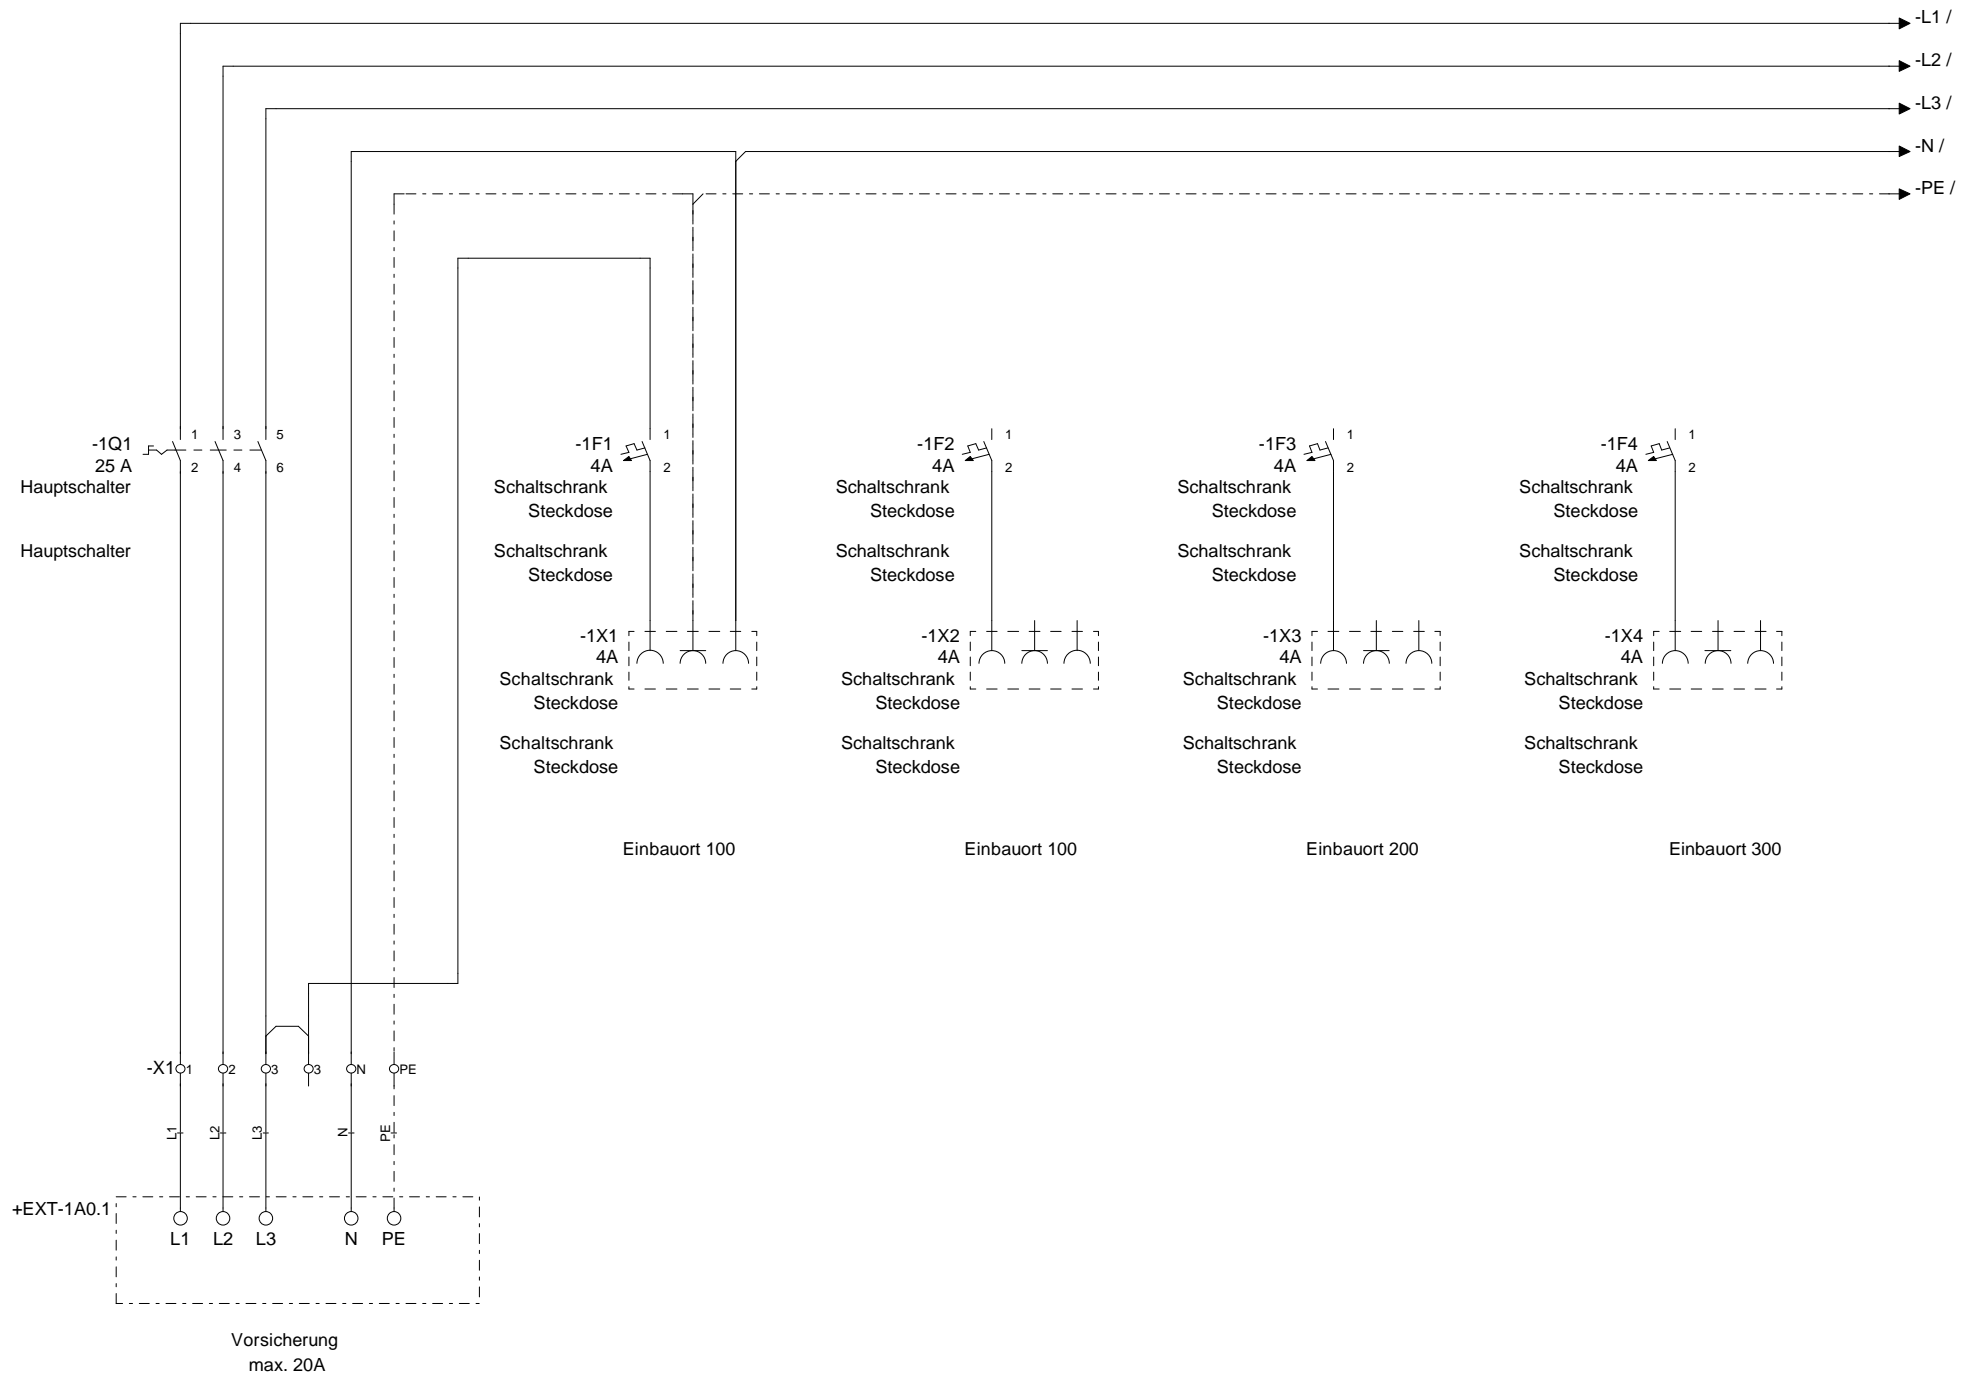 -L1 /
-L2 /
-L3 /
-N /
-PE /
-1Q1
25 A
Hauptschalter
Hauptschalter
1
2
3
4
5
6
-1F1
4A
Schaltschrank
Steckdose
Schaltschrank
Steckdose
1
2
-1F2
4A
Schaltschrank
Steckdose
Schaltschrank
Steckdose
1
2
-1F3
4A
Schaltschrank
Steckdose
Schaltschrank
Steckdose
1
2
-1F4
4A
Schaltschrank
Steckdose
Schaltschrank
Steckdose
1
2
-1X1
4A
Schaltschrank
Steckdose
Schaltschrank
Steckdose
-1X2
4A
Schaltschrank
Steckdose
Schaltschrank
Steckdose
-1X3
4A
Schaltschrank
Steckdose
Schaltschrank
Steckdose
-1X4
4A
Schaltschrank
Steckdose
Schaltschrank
Steckdose
Einbauort 100
Einbauort 100
Einbauort 200
Einbauort 300
-X1 1 2 3 3 N PE
L1 L2 L3 N PE
+EXT-1A0.1
L1 L2 L3 N PE
Vorsicherung
max. 20A